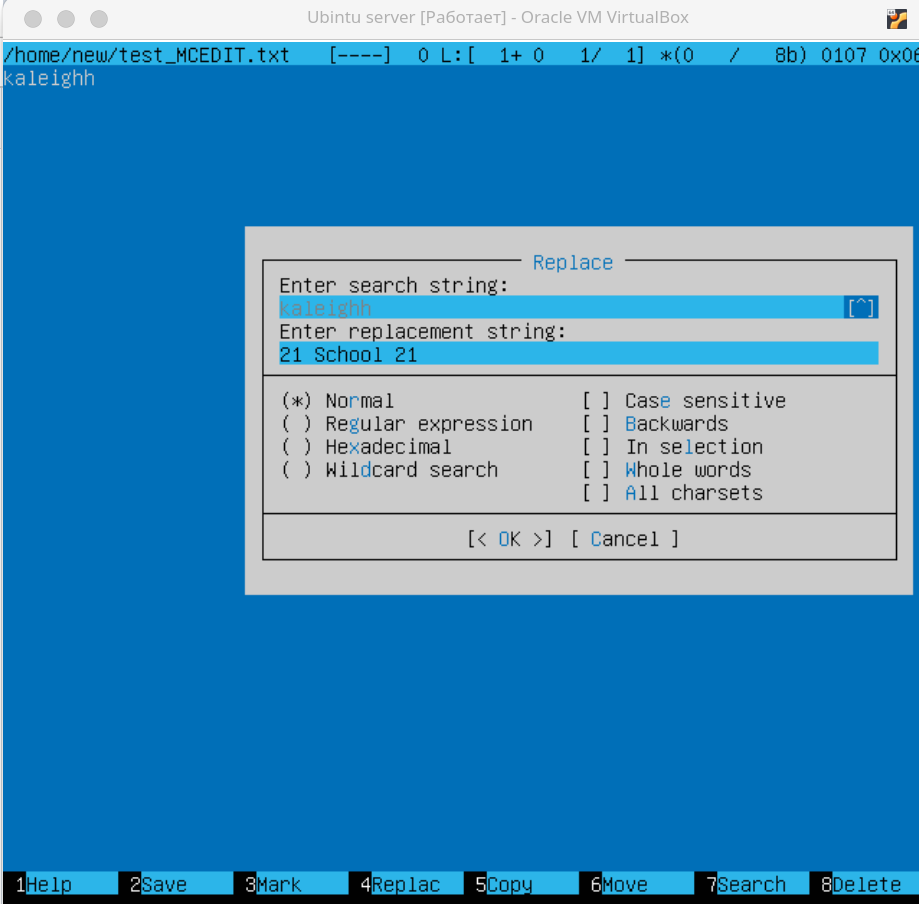 Ubintu server [Работает] - Oracle VM VirtualBox
/home/new/test_MCEDIT.txt [----] 0 L:[ 1+ 0 1/ 1] *(0 / 8b) 0107 0x06
kaleighh
Replace
Enter search string:
kaleighh [^]
Enter replacement string:
21 School 21
(*) Normal [ ] Case sensitive
( ) Regular expression [ ] Backwards
( ) Hexadecimal [ ] In selection
( ) Wildcard search [ ] Whole words
[ ] All charsets
[< OK >] [ Cancel ]
1Help 2Save 3Mark 4Replac 5Copy 6Move 7Search 8Delete